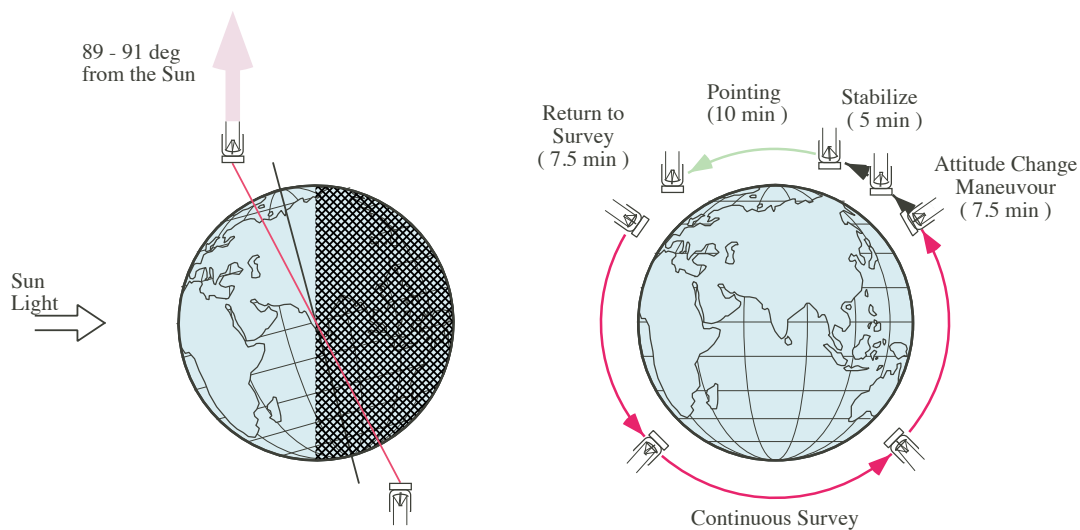 89 - 91 deg
from the Sun
Sun
Light
Pointing
(10 min )
Stabilize
( 5 min )
Return to
Survey
( 7.5 min )
Attitude Change
Maneuvour
( 7.5 min )
Continuous Survey